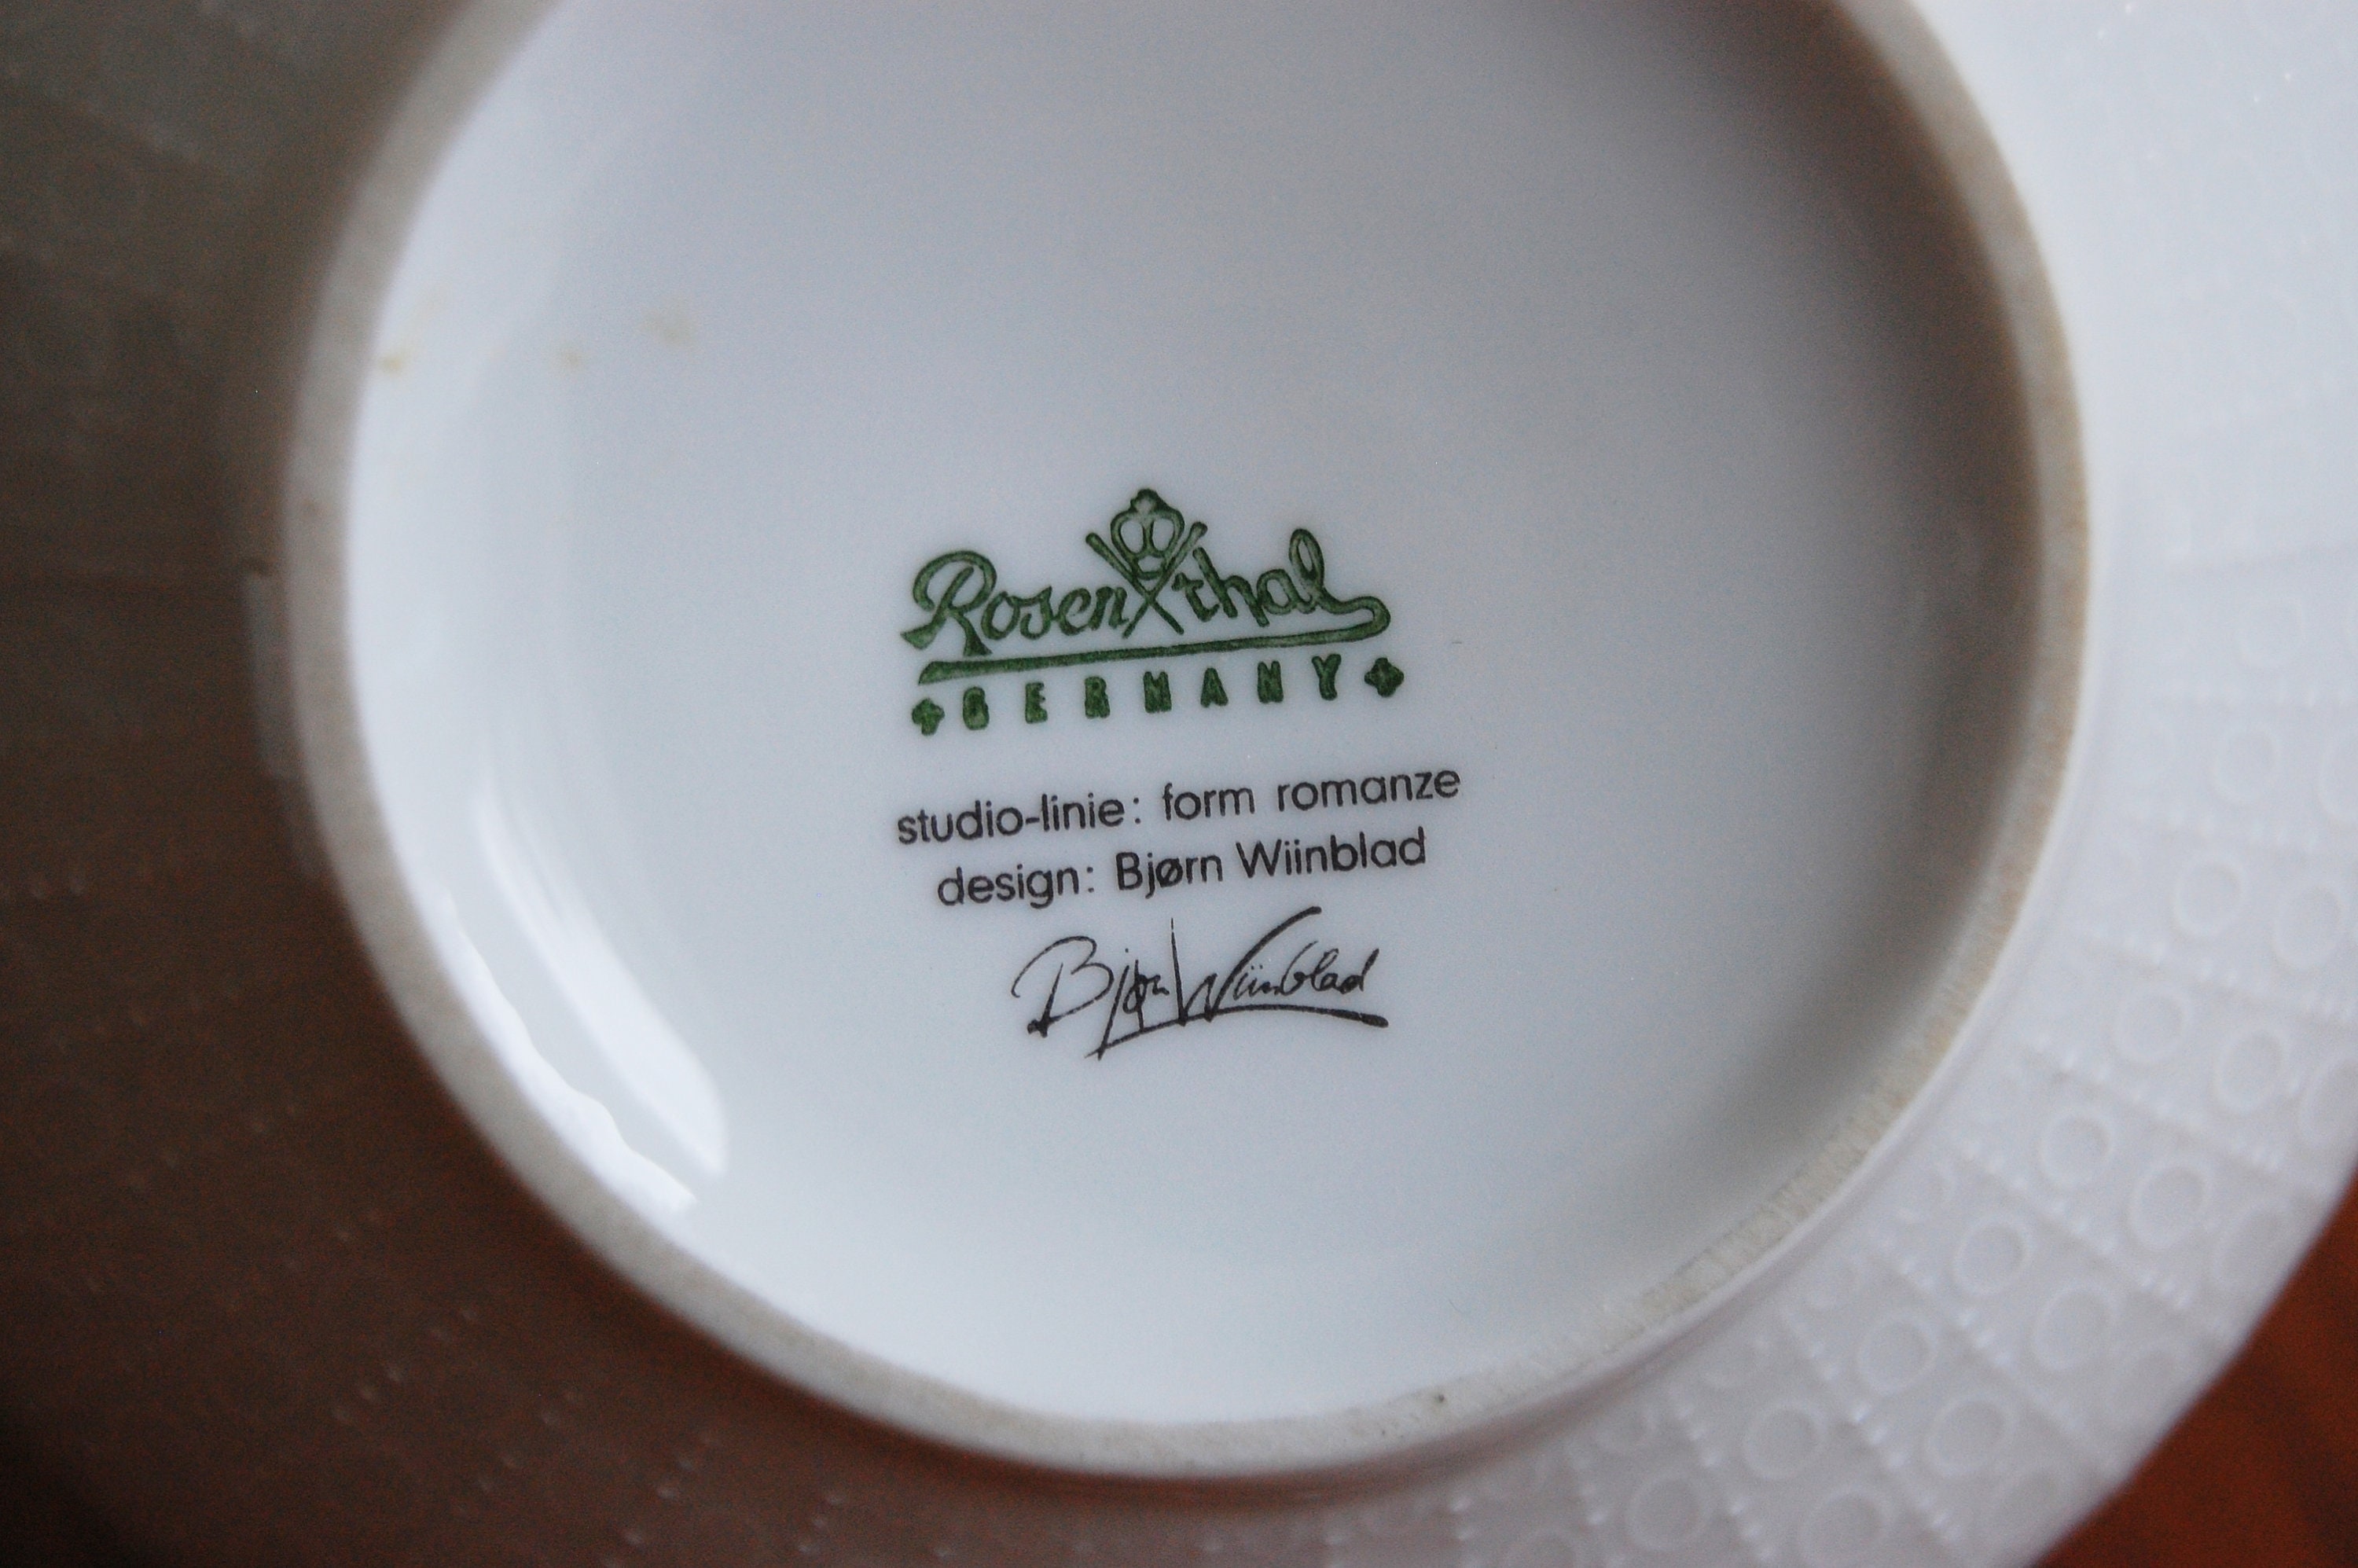 Rosenthal
GERMANY
studio-linie: form romanze
design: Bjørn Wiinblad
Bjørn Wiinblad